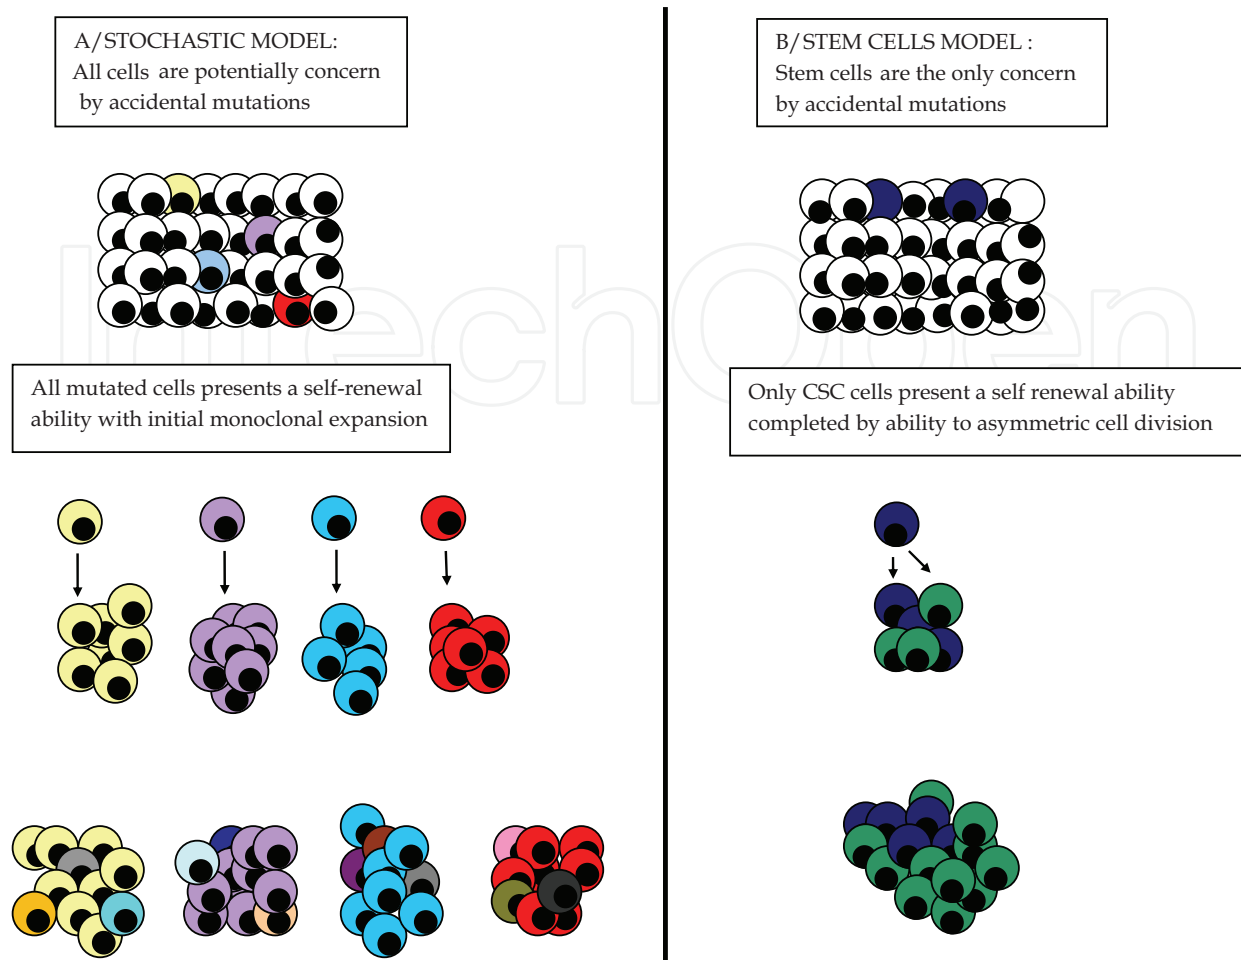 A/STOCHASTIC MODEL:
All cells are potentially concern
by accidental mutations
B/STEM CELLS MODEL :
Stem cells are the only concern
by accidental mutations
IntechOpen
All mutated cells presents a self-renewal
ability with initial monoclonal expansion
Only CSC cells present a self renewal ability
completed by ability to asymmetric cell division